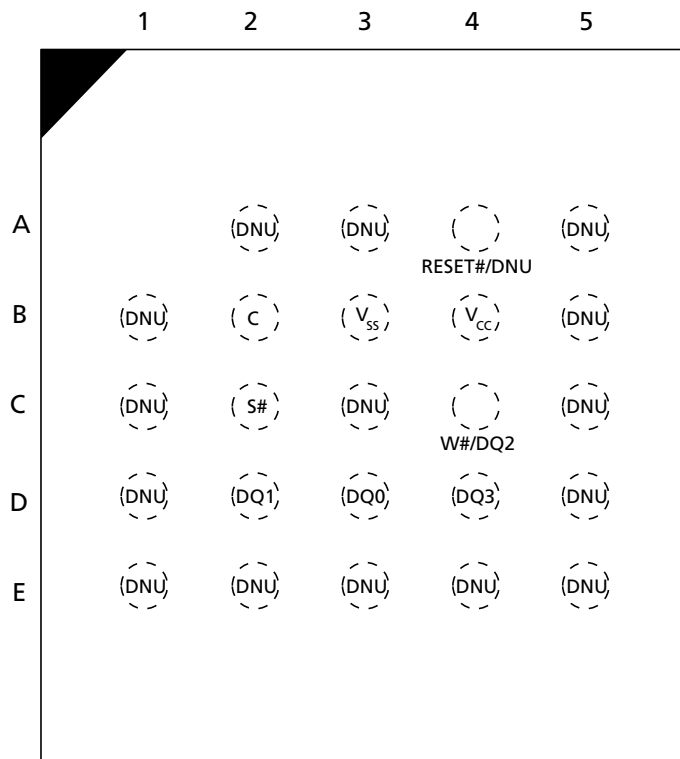 1 2 3 4 5
A DNU DNU DNU
RESET#/DNU
B DNU C VSS VCC DNU
C DNU S# DNU DNU
W#/DQ2
D DNU DQ1 DQ0 DQ3 DNU
E DNU DNU DNU DNU DNU